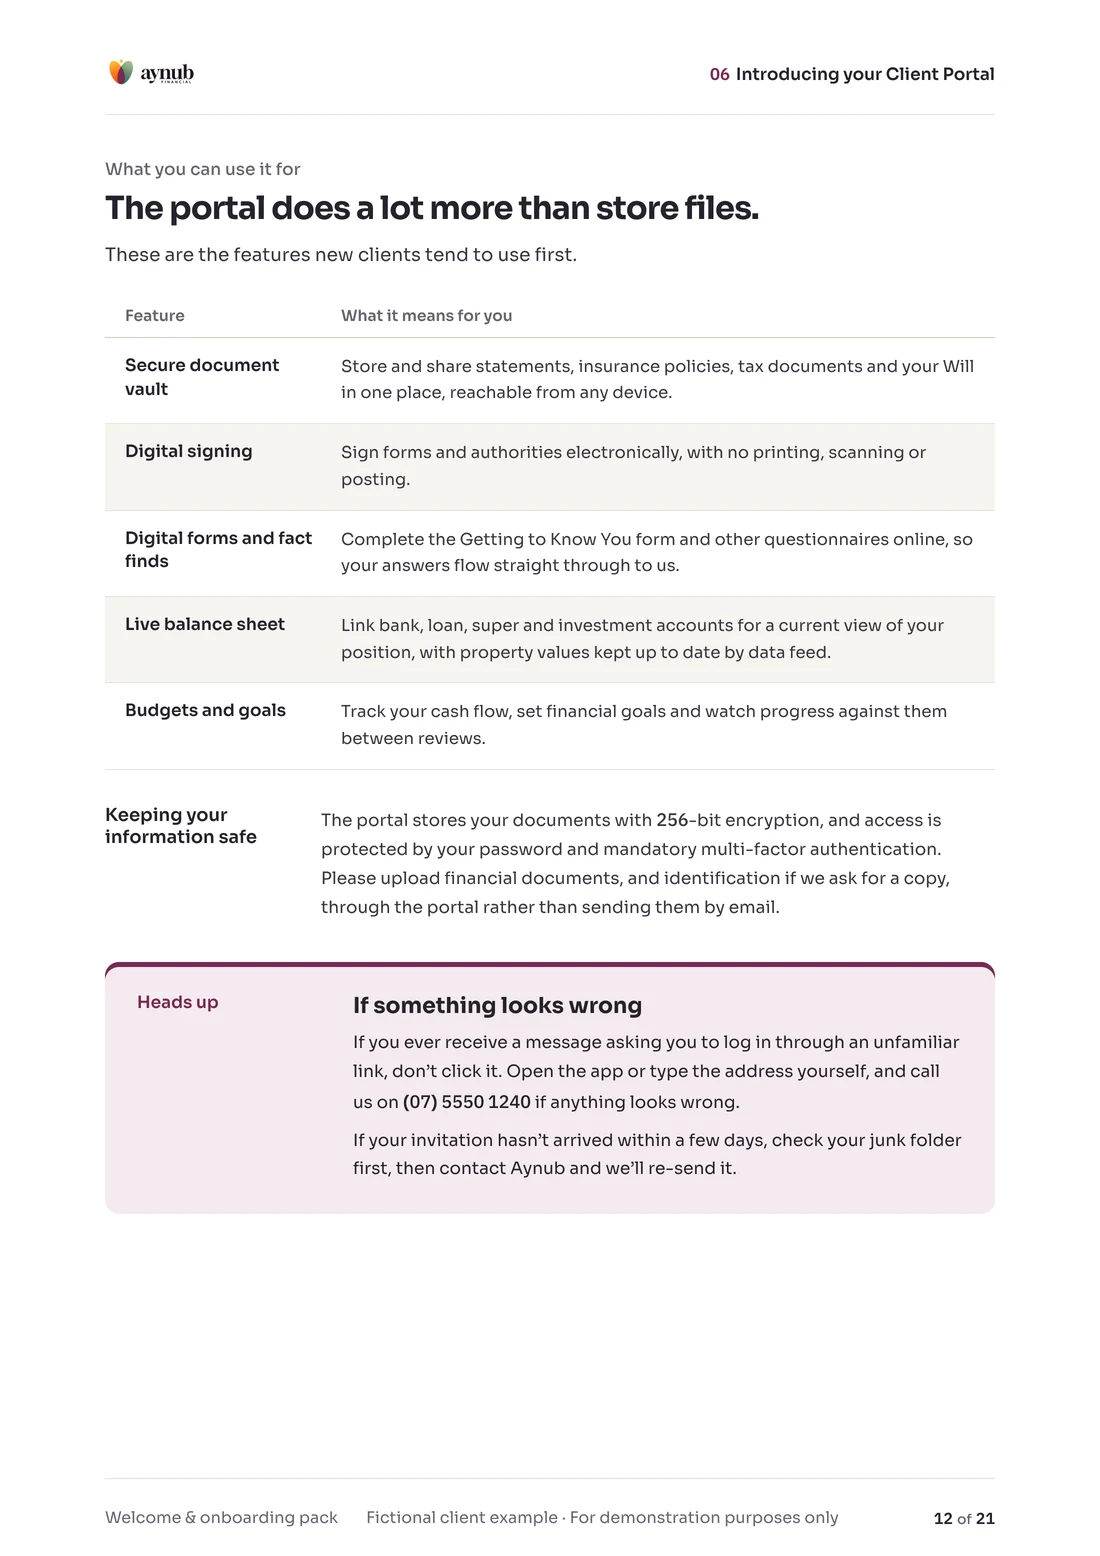 aynub
FINANCIAL
06 Introducing your Client Portal
What you can use it for
The portal does a lot more than store files.
These are the features new clients tend to use first.
Feature
What it means for you
Secure document
vault
Store and share statements, insurance policies, tax documents and your Will
in one place, reachable from any device.
Digital signing
Sign forms and authorities electronically, with no printing, scanning or
posting.
Digital forms and fact
finds
Complete the Getting to Know You form and other questionnaires online, so
your answers flow straight through to us.
Live balance sheet
Link bank, loan, super and investment accounts for a current view of your
position, with property values kept up to date by data feed.
Budgets and goals
Track your cash flow, set financial goals and watch progress against them
between reviews.
Keeping your
information safe
The portal stores your documents with 256-bit encryption, and access is
protected by your password and mandatory multi-factor authentication.
Please upload financial documents, and identification if we ask for a copy,
through the portal rather than sending them by email.
Heads up
If something looks wrong
If you ever receive a message asking you to log in through an unfamiliar
link, don’t click it. Open the app or type the address yourself, and call
us on (07) 5550 1240 if anything looks wrong.
If your invitation hasn’t arrived within a few days, check your junk folder
first, then contact Aynub and we’ll re-send it.
Welcome & onboarding pack
Fictional client example · For demonstration purposes only
12 of 21